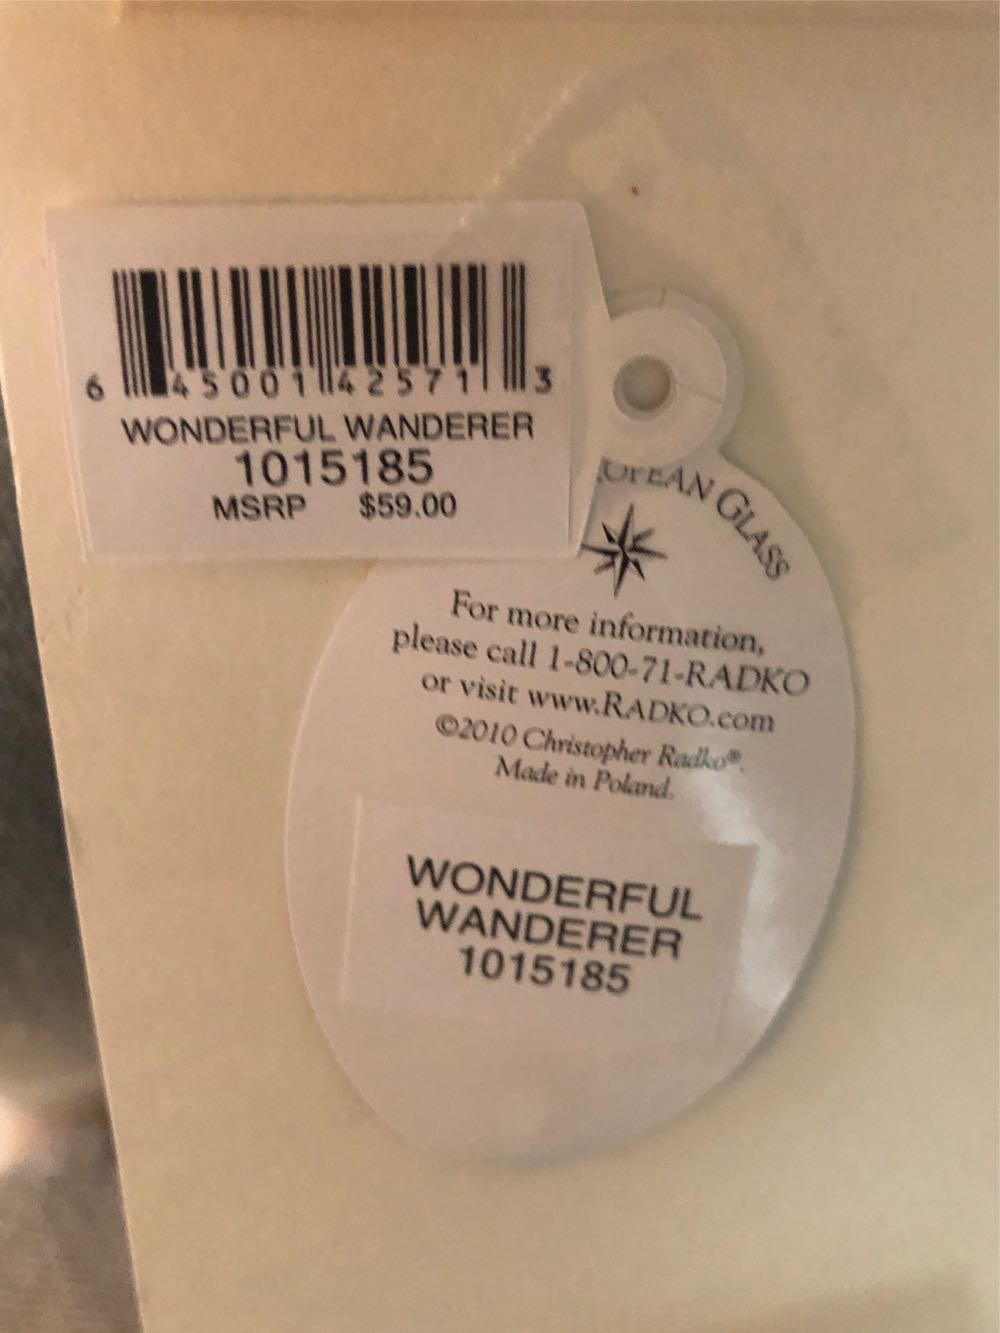 6 45001 42571 3
WONDERFUL WANDERER
1015185
MSRP $59.00
GLASS
For more information,
please call 1-800-71-RADKO
or visit www.RADKO.com
©2010 Christopher Radko®.
Made in Poland.
WONDERFUL
WANDERER
1015185